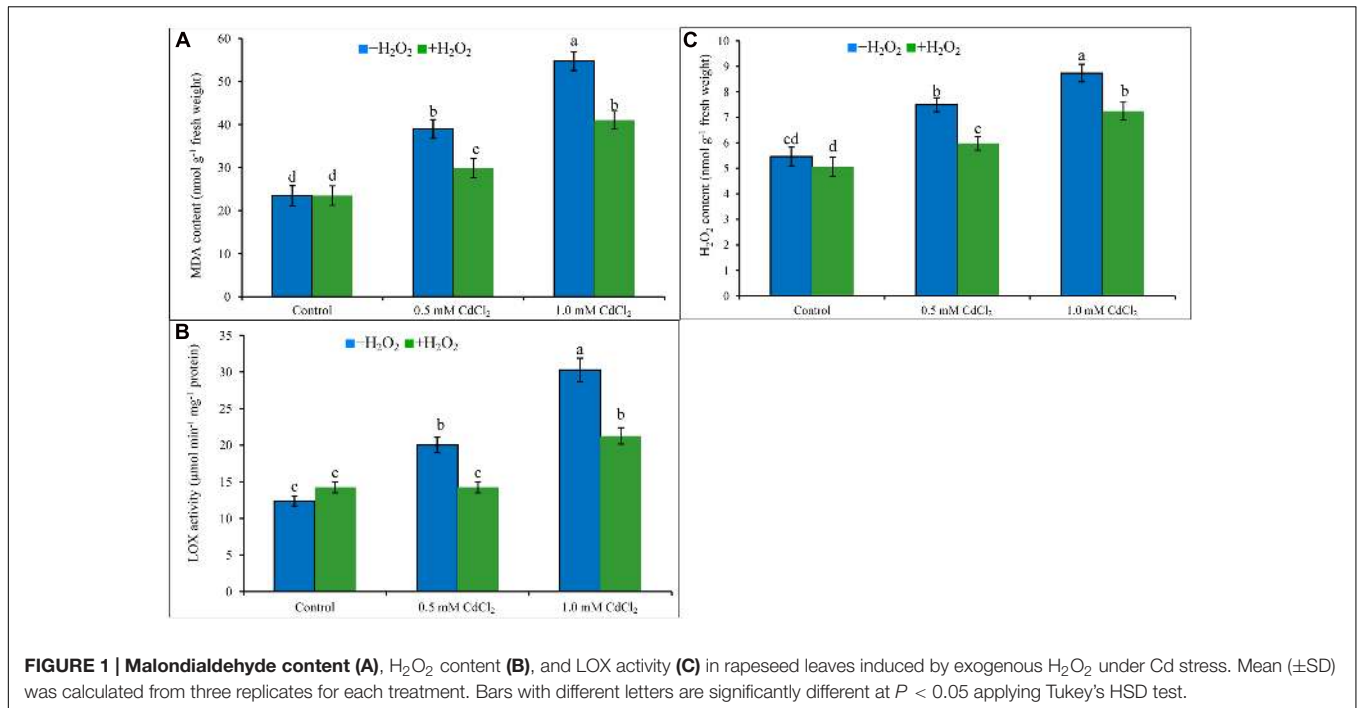 A
−H₂O₂ +H₂O₂
MDA content (nmol g⁻¹ fresh weight)
60
50
40
30
20
10
0
d d b c a b
Control 0.5 mM CdCl₂ 1.0 mM CdCl₂
C
−H₂O₂ +H₂O₂
H₂O₂ content (nmol g⁻¹ fresh weight)
10
9
8
7
6
5
4
3
2
1
0
cd d b c a b
Control 0.5 mM CdCl₂ 1.0 mM CdCl₂
B
−H₂O₂ +H₂O₂
LOX activity (μmol min⁻¹ mg⁻¹ protein)
35
30
25
20
15
10
5
0
c c b c a b
Control 0.5 mM CdCl₂ 1.0 mM CdCl₂
FIGURE 1 | Malondialdehyde content (A), H₂O₂ content (B), and LOX activity (C) in rapeseed leaves induced by exogenous H₂O₂ under Cd stress. Mean (±SD)
was calculated from three replicates for each treatment. Bars with different letters are significantly different at P < 0.05 applying Tukey's HSD test.